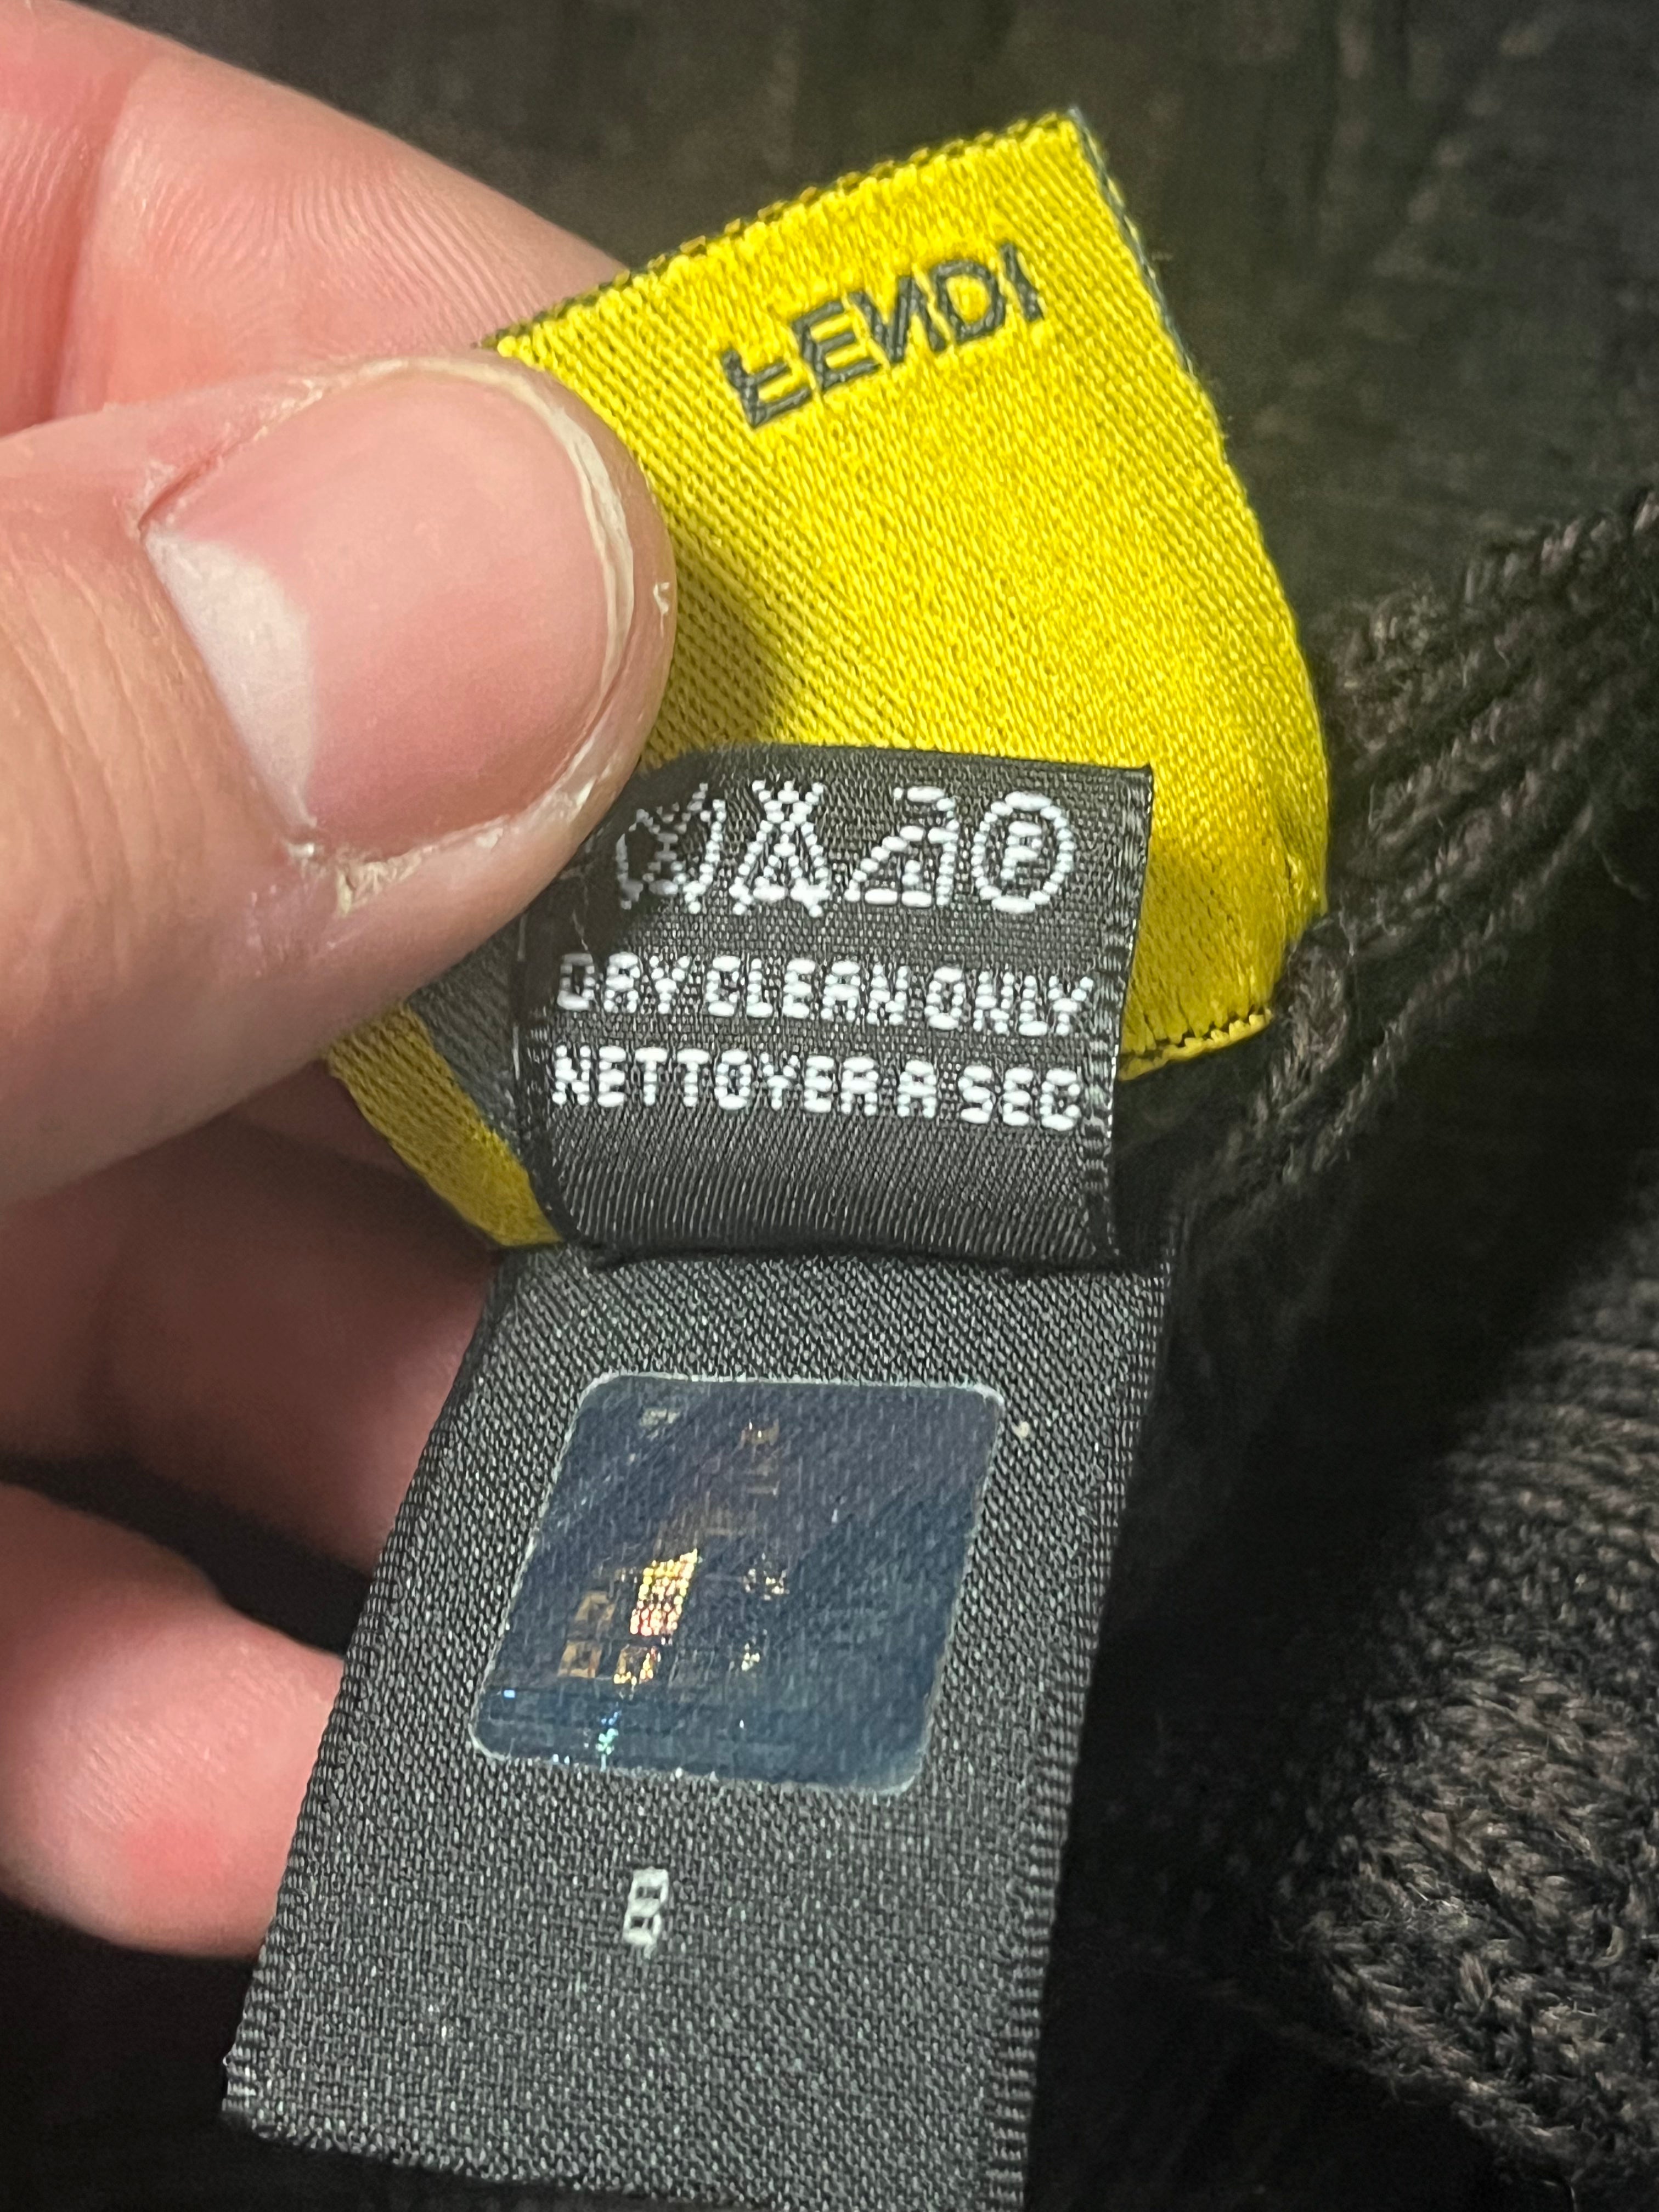 FENDI
DRY CLEAN ONLY
NETTOYER A SEC